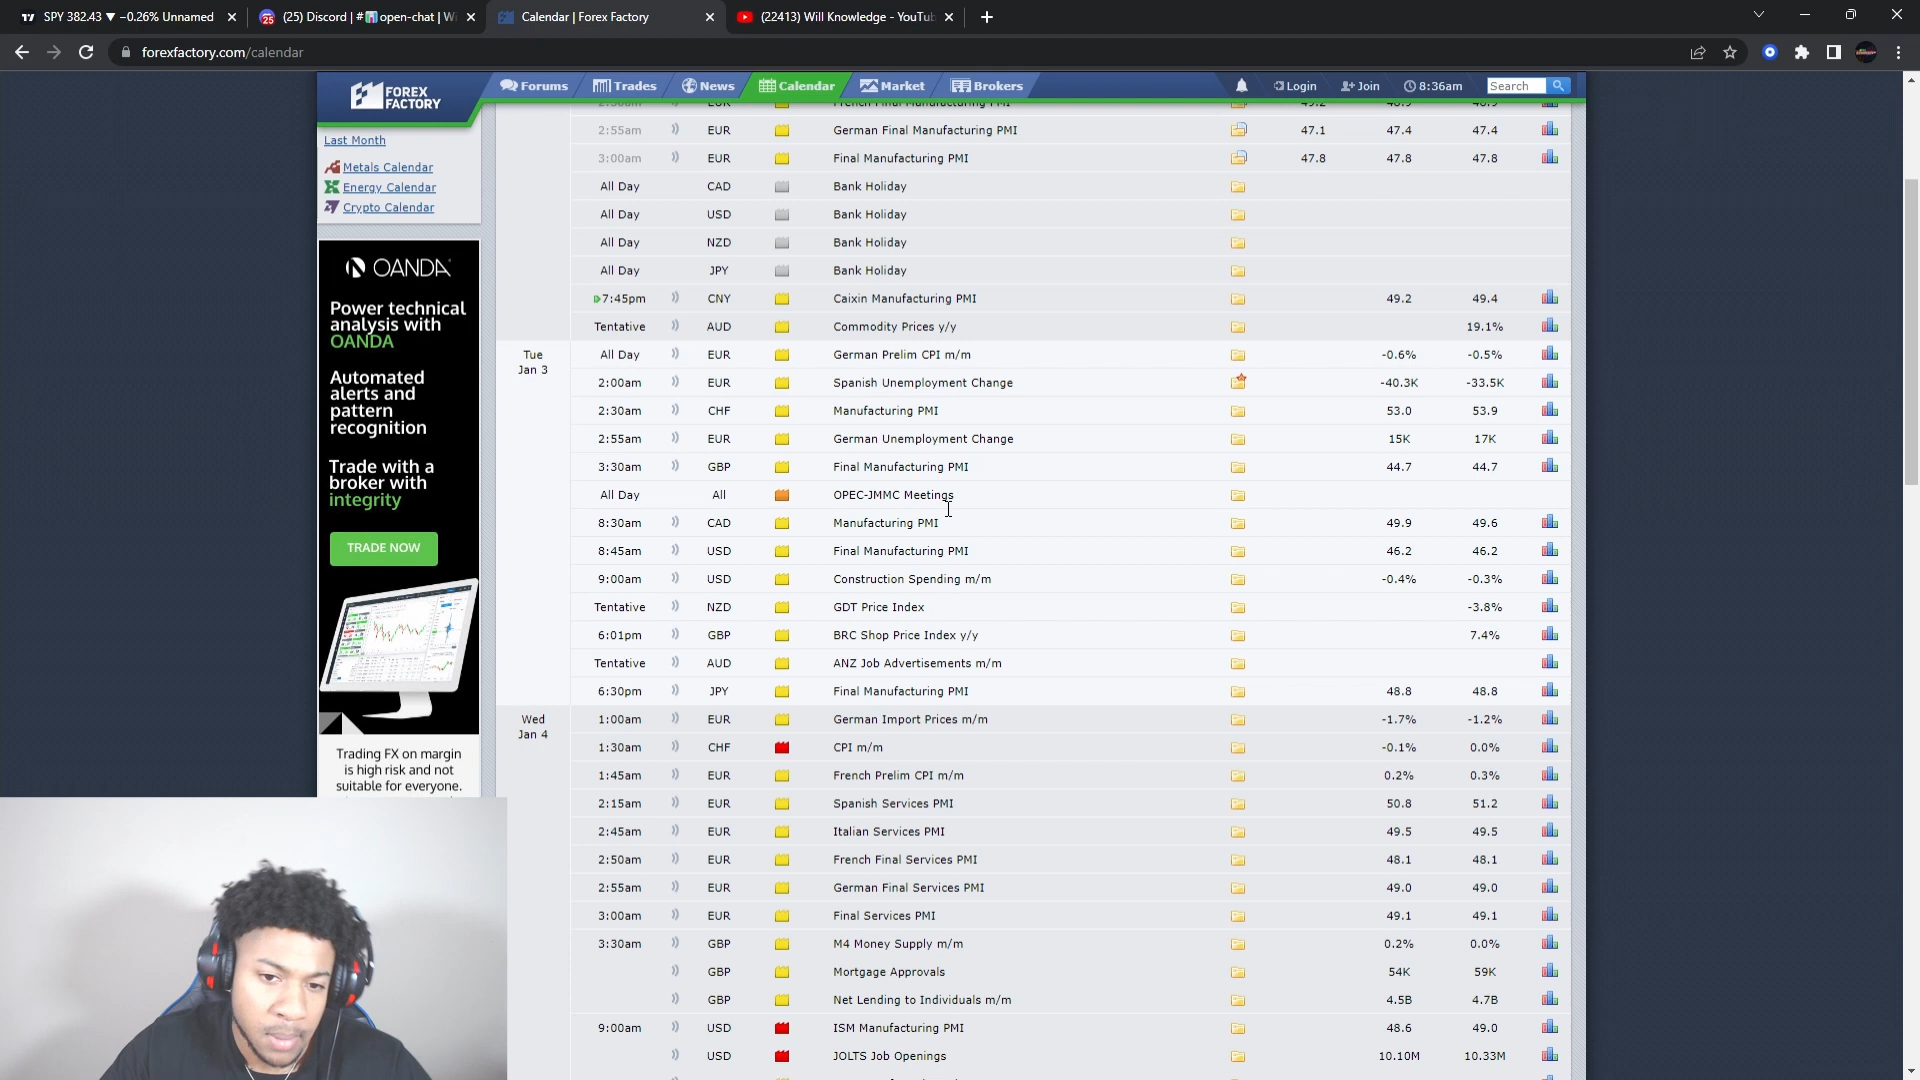 SPY 382.43 ▼ −0.26% Unnamed
(25) Discord | #📊open-chat | W
Calendar | Forex Factory
(22413) Will Knowledge - YouTub
forexfactory.com/calendar
FOREX
FACTORY
Forums
Trades
News
Calendar
Market
Brokers
Login
Join
8:36am
Search
Last Month
Metals Calendar
Energy Calendar
Crypto Calendar
OANDA
Power technical
analysis with
OANDA
Automated
alerts and
pattern
recognition
Trade with a
broker with
integrity
TRADE NOW
Trading FX on margin
is high risk and not
suitable for everyone.
2:55am EUR German Final Manufacturing PMI 47.1 47.4 47.4
3:00am EUR Final Manufacturing PMI 47.8 47.8 47.8
All Day CAD Bank Holiday
All Day USD Bank Holiday
All Day NZD Bank Holiday
All Day JPY Bank Holiday
7:45pm CNY Caixin Manufacturing PMI 49.2 49.4
Tentative AUD Commodity Prices y/y 19.1%
Tue
Jan 3
All Day EUR German Prelim CPI m/m -0.6% -0.5%
2:00am EUR Spanish Unemployment Change -40.3K -33.5K
2:30am CHF Manufacturing PMI 53.0 53.9
2:55am EUR German Unemployment Change 15K 17K
3:30am GBP Final Manufacturing PMI 44.7 44.7
All Day All OPEC-JMMC Meetings
8:30am CAD Manufacturing PMI 49.9 49.6
8:45am USD Final Manufacturing PMI 46.2 46.2
9:00am USD Construction Spending m/m -0.4% -0.3%
Tentative NZD GDT Price Index -3.8%
6:01pm GBP BRC Shop Price Index y/y 7.4%
Tentative AUD ANZ Job Advertisements m/m
6:30pm JPY Final Manufacturing PMI 48.8 48.8
Wed
Jan 4
1:00am EUR German Import Prices m/m -1.7% -1.2%
1:30am CHF CPI m/m -0.1% 0.0%
1:45am EUR French Prelim CPI m/m 0.2% 0.3%
2:15am EUR Spanish Services PMI 50.8 51.2
2:45am EUR Italian Services PMI 49.5 49.5
2:50am EUR French Final Services PMI 48.1 48.1
2:55am EUR German Final Services PMI 49.0 49.0
3:00am EUR Final Services PMI 49.1 49.1
3:30am GBP M4 Money Supply m/m 0.2% 0.0%
GBP Mortgage Approvals 54K 59K
GBP Net Lending to Individuals m/m 4.5B 4.7B
9:00am USD ISM Manufacturing PMI 48.6 49.0
USD JOLTS Job Openings 10.10M 10.33M